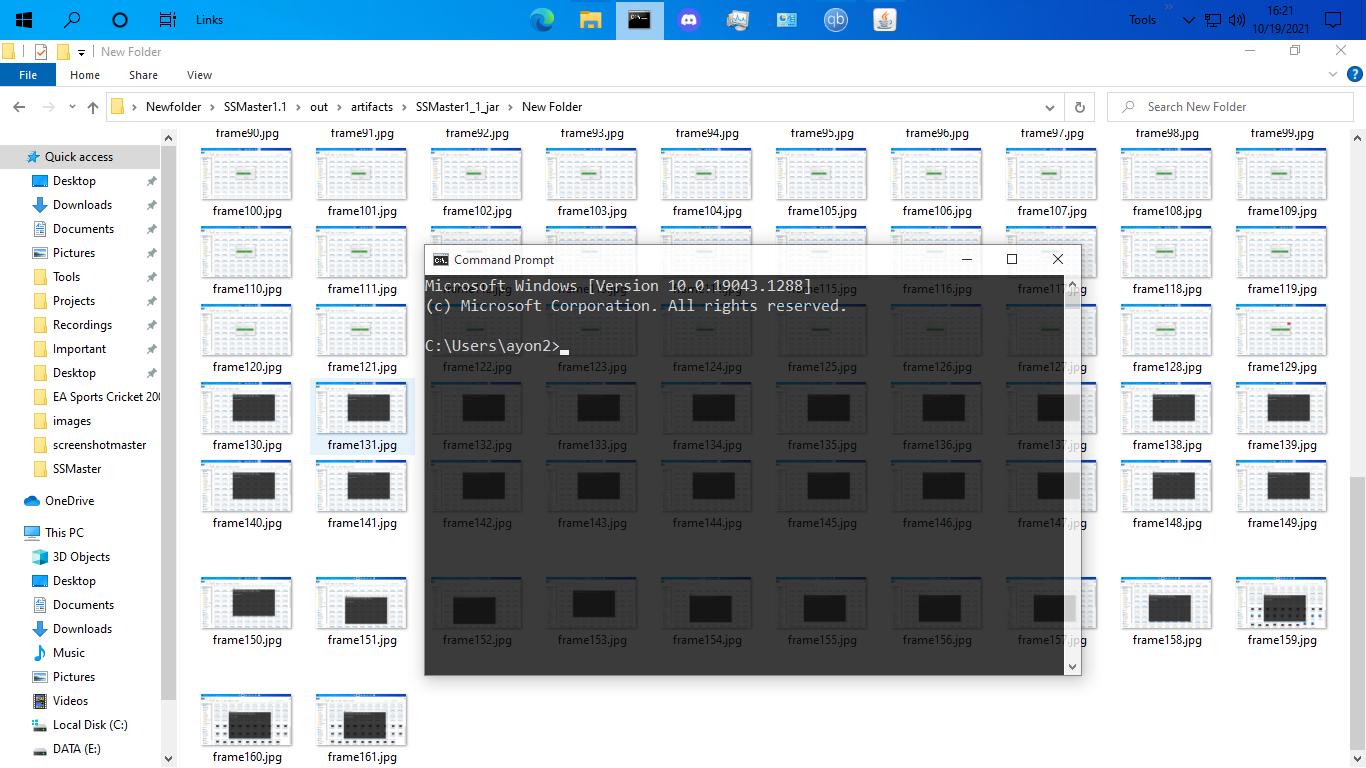 Links
Tools
16:21
10/19/2021
New Folder
File
Home
Share
View
Newfolder
SSMaster1.1
out
artifacts
SSMaster1_1_jar
New Folder
Search New Folder
Quick access
Desktop
Downloads
Documents
Pictures
Tools
Projects
Recordings
Important
Desktop
EA Sports Cricket 200
images
screenshotmaster
SSMaster
OneDrive
This PC
3D Objects
Desktop
Documents
Downloads
Music
Pictures
Videos
Local Disk (C:)
DATA (E:)
frame90.jpg frame91.jpg frame92.jpg frame93.jpg frame94.jpg frame95.jpg frame96.jpg frame97.jpg frame98.jpg frame99.jpg
frame100.jpg frame101.jpg frame102.jpg frame103.jpg frame104.jpg frame105.jpg frame106.jpg frame107.jpg frame108.jpg frame109.jpg
frame110.jpg frame111.jpg frame116.jpg frame117.jpg frame118.jpg frame119.jpg
frame120.jpg frame121.jpg frame122.jpg frame123.jpg frame124.jpg frame125.jpg frame126.jpg frame127.jpg frame128.jpg frame129.jpg
frame130.jpg frame131.jpg frame132.jpg frame133.jpg frame134.jpg frame135.jpg frame136.jpg frame137.jpg frame138.jpg frame139.jpg
frame140.jpg frame141.jpg frame142.jpg frame143.jpg frame144.jpg frame145.jpg frame146.jpg frame147.jpg frame148.jpg frame149.jpg
frame150.jpg frame151.jpg frame152.jpg frame153.jpg frame154.jpg frame155.jpg frame156.jpg frame157.jpg frame158.jpg frame159.jpg
frame160.jpg frame161.jpg
Command Prompt
Microsoft Windows [Version 10.0.19043.1288]
(c) Microsoft Corporation. All rights reserved.
C:\Users\ayon2>